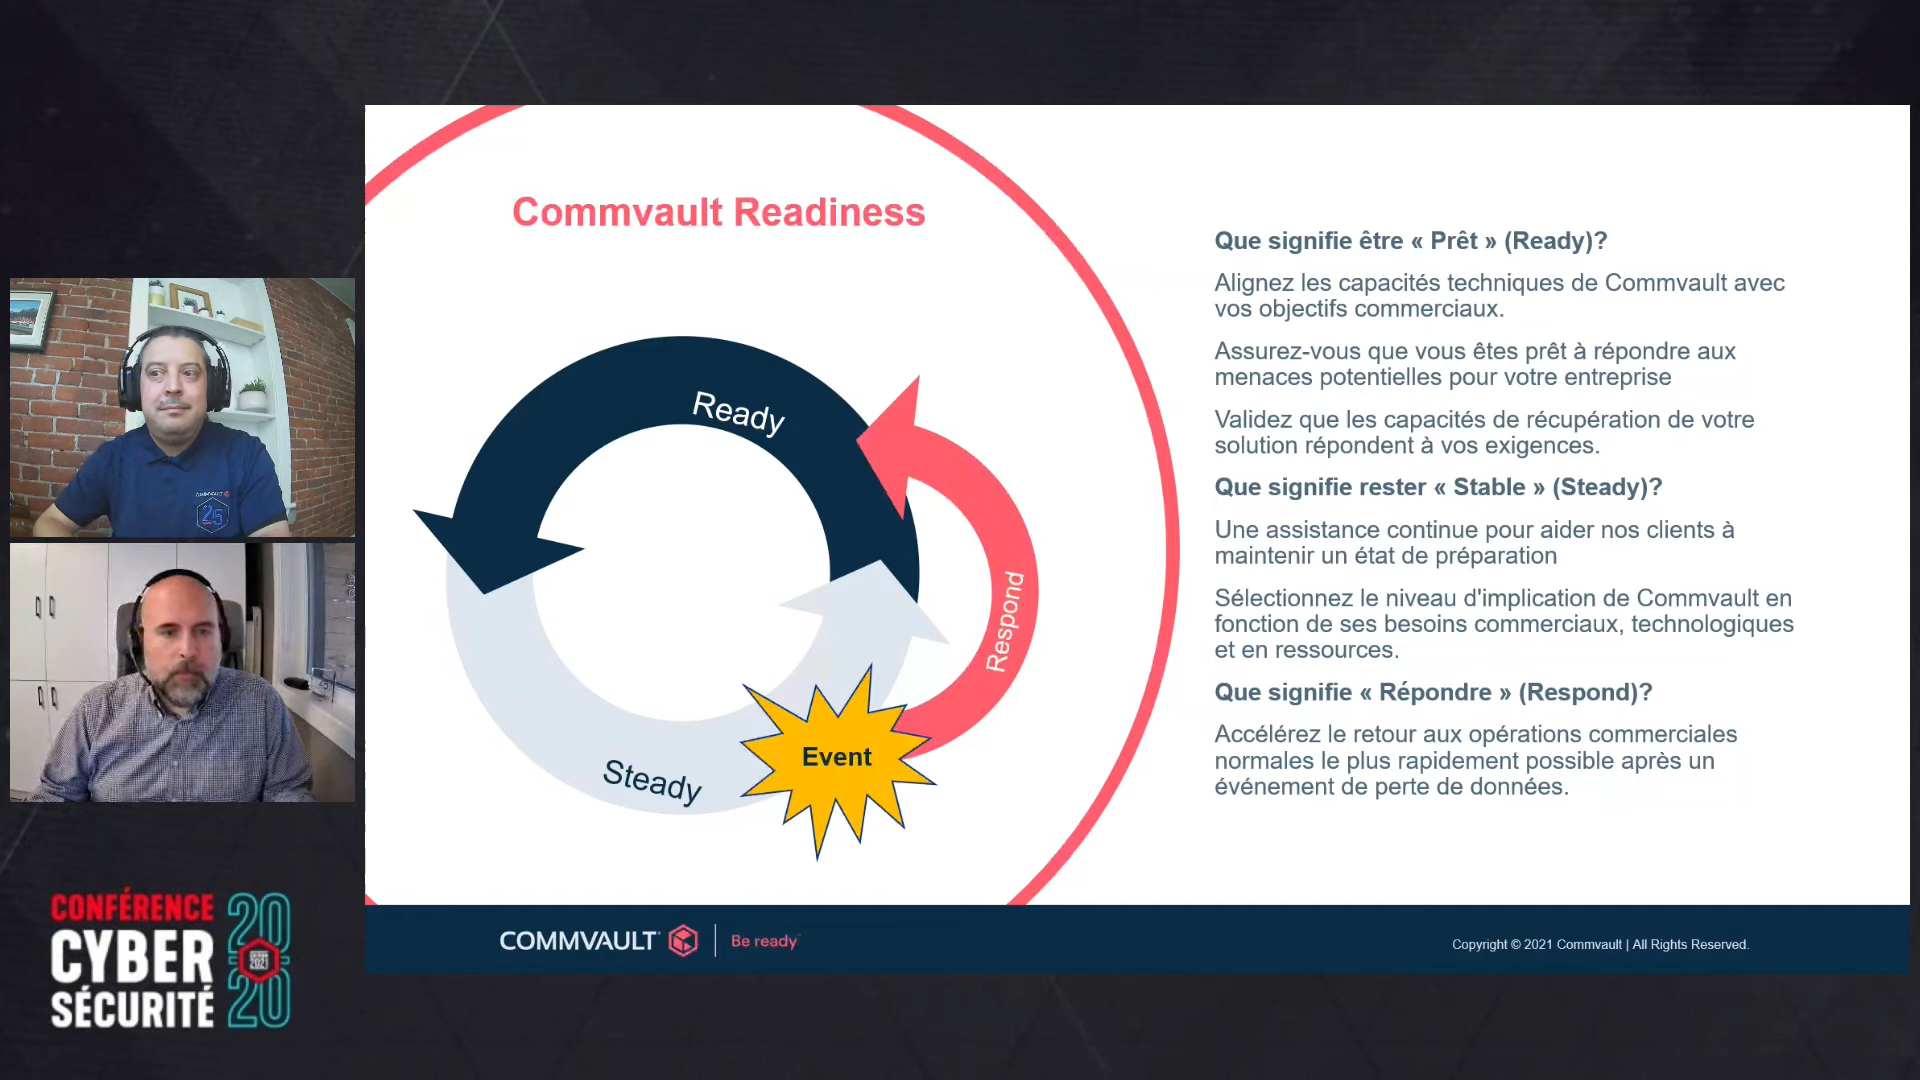 Commvault Readiness
Ready
Respond
Steady
Event
Que signifie être « Prêt » (Ready)?
Alignez les capacités techniques de Commvault avec
vos objectifs commerciaux.
Assurez-vous que vous êtes prêt à répondre aux
menaces potentielles pour votre entreprise
Validez que les capacités de récupération de votre
solution répondent à vos exigences.
Que signifie rester « Stable » (Steady)?
Une assistance continue pour aider nos clients à
maintenir un état de préparation
Sélectionnez le niveau d'implication de Commvault en
fonction de ses besoins commerciaux, technologiques
et en ressources.
Que signifie « Répondre » (Respond)?
Accélérez le retour aux opérations commerciales
normales le plus rapidement possible après un
événement de perte de données.
COMMVAULT
Be ready
Copyright © 2021 Commvault | All Rights Reserved.
COMMVAULT
25
CONFÉRENCE
CYBER
SÉCURITÉ
20
2021
20